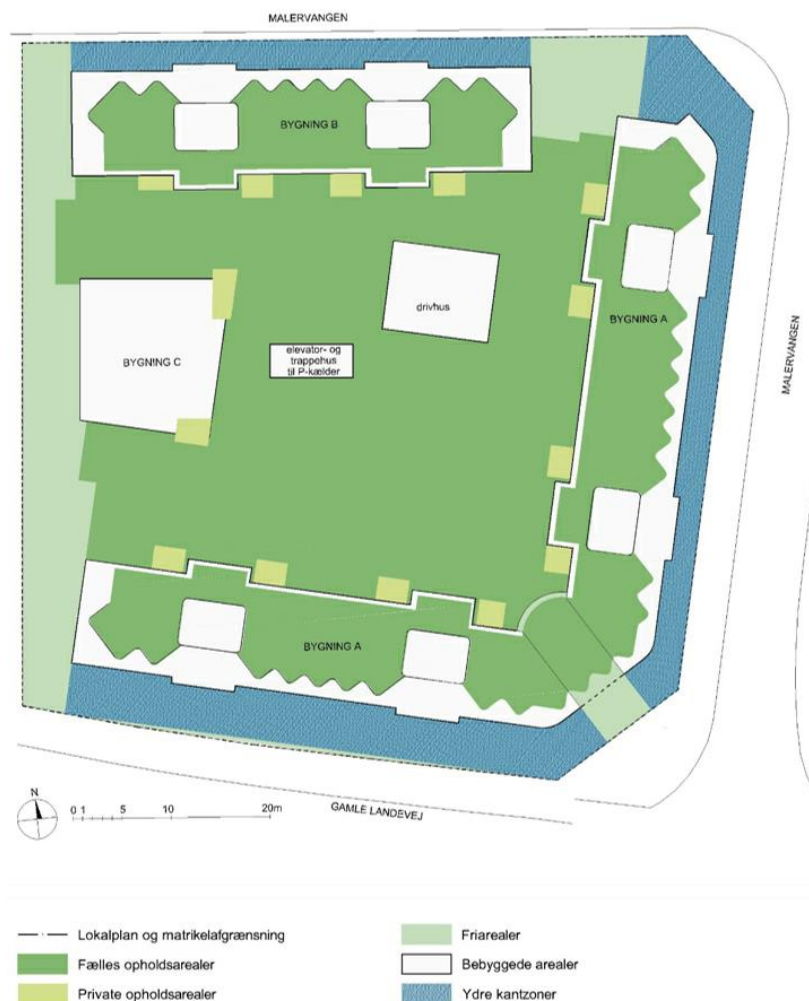 MALERVANGEN
BYGNING B
BYGNING A
drivhus
MALERVANGEN
BYGNING C
elevator- og
trappehus
til P-kælder
BYGNING A
N
0 1 5 10 20m
GAMLE LANDEVEJ
Lokalplan og matrikelafgrænsning
Fælles opholdsarealer
Private opholdsarealer
Friarealer
Bebyggede arealer
Ydre kantzoner